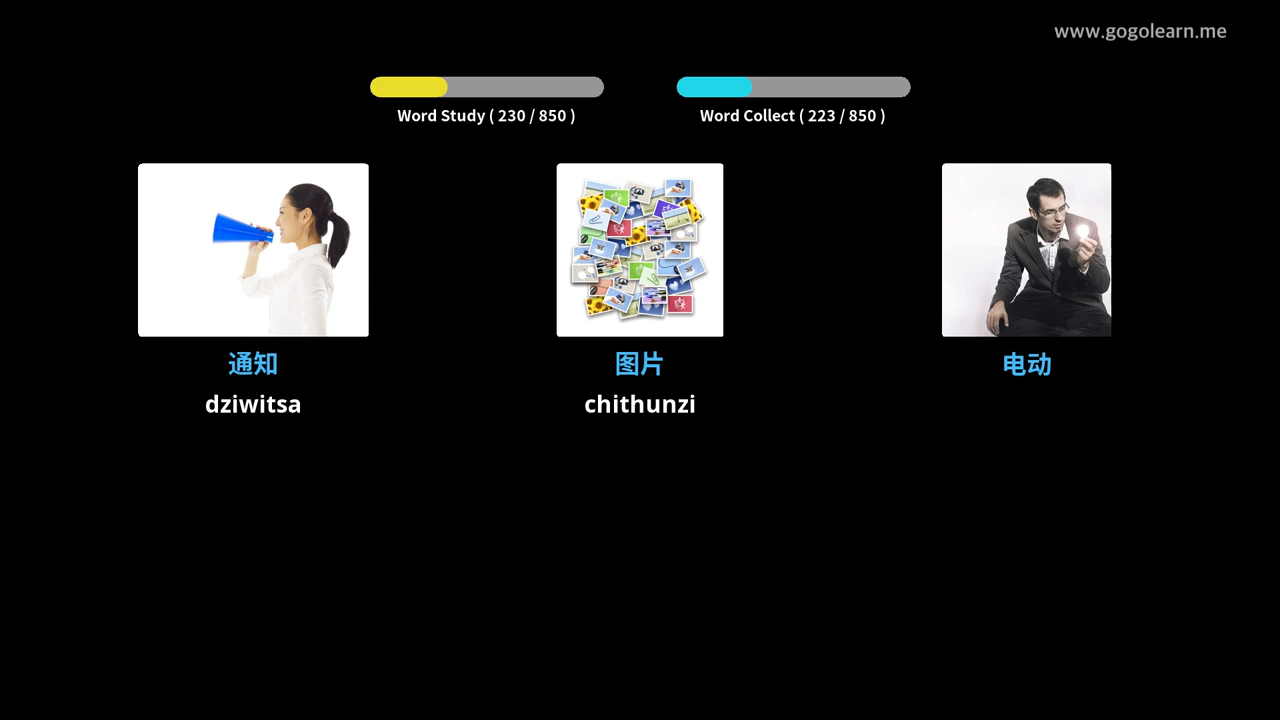 www.gogolearn.me
Word Study ( 230 / 850 )
Word Collect ( 223 / 850 )
通知
图片
电动
dziwitsa
chithunzi